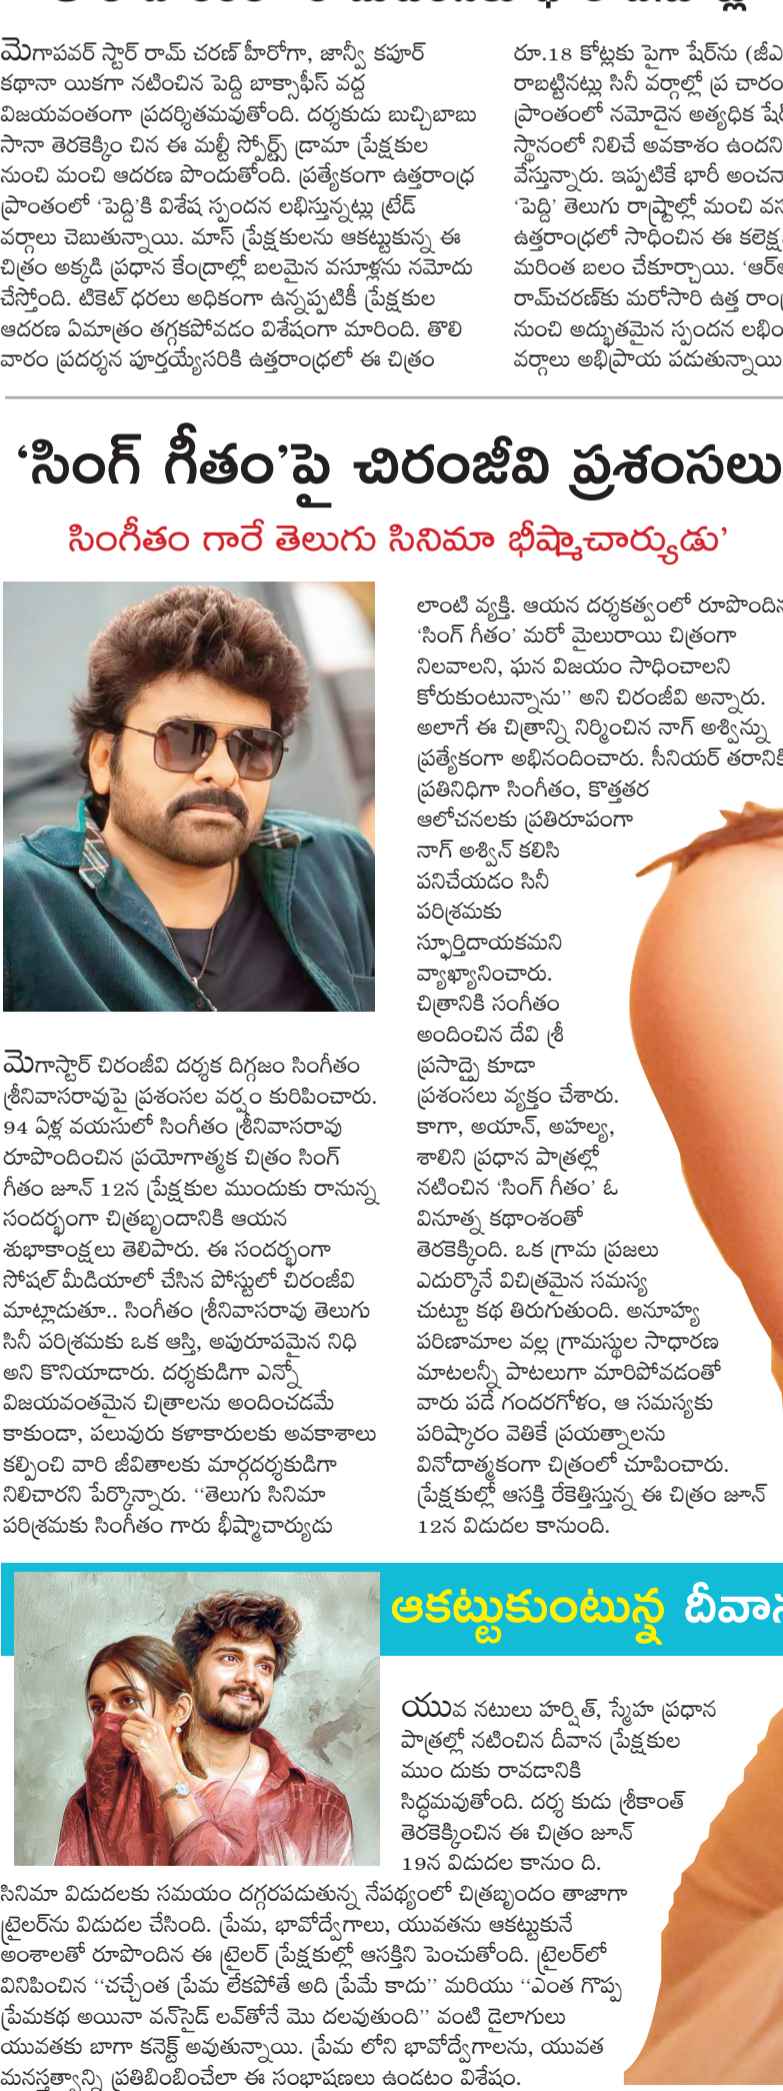 మెగాపవర్ స్టార్ రామ్ చరణ్ హీరోగా, జాన్వీ కపూర్
కథానా యికగా నటించిన పెద్ది బాక్సాఫీస్ వద్ద
విజయవంతంగా ప్రదర్శితమవుతోంది. దర్శకుడు బుచ్చిబాబు
సానా తెరకెక్కిం చిన ఈ మల్టీ స్పోర్ట్స్ డ్రామా ప్రేక్షకుల
నుంచి మంచి ఆదరణ పొందుతోంది. ప్రత్యేకంగా ఉత్తరాంధ్ర
ప్రాంతంలో ‘పెద్ది’కి విశేష స్పందన లభిస్తున్నట్లు ట్రేడ్
వర్గాలు చెబుతున్నాయి. మాస్ ప్రేక్షకులను ఆకట్టుకున్న ఈ
చిత్రం అక్కడి ప్రధాన కేంద్రాల్లో బలమైన వసూళ్లను నమోదు
చేస్తోంది. టికెట్ ధరలు అధికంగా ఉన్నప్పటికీ ప్రేక్షకుల
ఆదరణ ఏమాత్రం తగ్గకపోవడం విశేషంగా మారింది. తొలి
వారం ప్రదర్శన పూర్తయ్యేసరికి ఉత్తరాంధ్రలో ఈ చిత్రం
రూ.18 కోట్లకు పైగా షేర్‌ను (జీఎ
రాబట్టినట్లు సినీ వర్గాల్లో ప్ర చారం
ప్రాంతంలో నమోదైన అత్యధిక షే
స్థానంలో నిలిచే అవకాశం ఉందని
వేస్తున్నారు. ఇప్పటికే భారీ అంచనా
‘పెద్ది’ తెలుగు రాష్ట్రాల్లో మంచి వస
ఉత్తరాంధ్రలో సాధించిన ఈ కలెక్ష
మరింత బలం చేకూర్చాయి. ‘ఆర్
రామ్‌చరణ్‌కు మరోసారి ఉత్త రాం
నుంచి అద్భుతమైన స్పందన లభిం
వర్గాలు అభిప్రాయ పడుతున్నాయి
‘సింగ్ గీతం’పై చిరంజీవి ప్రశంసలు
సింగీతం గారే తెలుగు సినిమా భీష్మాచార్యుడు’
మెగాస్టార్ చిరంజీవి దర్శక దిగ్గజం సింగీతం
శ్రీనివాసరావుపై ప్రశంసల వర్షం కురిపించారు.
94 ఏళ్ల వయసులో సింగీతం శ్రీనివాసరావు
రూపొందించిన ప్రయోగాత్మక చిత్రం సింగ్
గీతం జూన్ 12న ప్రేక్షకుల ముందుకు రానున్న
సందర్భంగా చిత్రబృందానికి ఆయన
శుభాకాంక్షలు తెలిపారు. ఈ సందర్భంగా
సోషల్ మీడియాలో చేసిన పోస్టులో చిరంజీవి
మాట్లాడుతూ.. సింగీతం శ్రీనివాసరావు తెలుగు
సినీ పరిశ్రమకు ఒక ఆస్తి, అపురూపమైన నిధి
అని కొనియాడారు. దర్శకుడిగా ఎన్నో
విజయవంతమైన చిత్రాలను అందించడమే
కాకుండా, పలువురు కళాకారులకు అవకాశాలు
కల్పించి వారి జీవితాలకు మార్గదర్శకుడిగా
నిలిచారని పేర్కొన్నారు. ‘‘తెలుగు సినిమా
పరిశ్రమకు సింగీతం గారు భీష్మాచార్యుడు
లాంటి వ్యక్తి. ఆయన దర్శకత్వంలో రూపొందిన
‘సింగ్ గీతం’ మరో మైలురాయి చిత్రంగా
నిలవాలని, ఘన విజయం సాధించాలని
కోరుకుంటున్నాను’’ అని చిరంజీవి అన్నారు.
అలాగే ఈ చిత్రాన్ని నిర్మించిన నాగ్ అశ్విన్ను
ప్రత్యేకంగా అభినందించారు. సీనియర్ తరానికి
ప్రతినిధిగా సింగీతం, కొత్తతర
ఆలోచనలకు ప్రతిరూపంగా
నాగ్ అశ్విన్ కలిసి
పనిచేయడం సినీ
పరిశ్రమకు
స్ఫూర్తిదాయకమని
వ్యాఖ్యానించారు.
చిత్రానికి సంగీతం
అందించిన దేవి శ్రీ
ప్రసాద్పై కూడా
ప్రశంసలు వ్యక్తం చేశారు.
కాగా, అయాన్, అహల్య,
శాలిని ప్రధాన పాత్రల్లో
నటించిన ‘సింగ్ గీతం’ ఓ
వినూత్న కథాంశంతో
తెరకెక్కింది. ఒక గ్రామ ప్రజలు
ఎదుర్కొనే విచిత్రమైన సమస్య
చుట్టూ కథ తిరుగుతుంది. అనూహ్య
పరిణామాల వల్ల గ్రామస్థుల సాధారణ
మాటలన్నీ పాటలుగా మారిపోవడంతో
వారు పడే గందరగోళం, ఆ సమస్యకు
పరిష్కారం వెతికే ప్రయత్నాలను
వినోదాత్మకంగా చిత్రంలో చూపించారు.
ప్రేక్షకుల్లో ఆసక్తి రేకెత్తిస్తున్న ఈ చిత్రం జూన్
12న విడుదల కానుంది.
ఆకట్టుకుంటున్న దీవాన
యువ నటులు హర్షిత్, స్నేహ ప్రధాన
పాత్రల్లో నటించిన దీవాన ప్రేక్షకుల
ముం దుకు రావడానికి
సిద్ధమవుతోంది. దర్శ కుడు శ్రీకాంత్
తెరకెక్కించిన ఈ చిత్రం జూన్
19న విడుదల కానుం ది.
సినిమా విడుదలకు సమయం దగ్గరపడుతున్న నేపథ్యంలో చిత్రబృందం తాజాగా
ట్రైలర్‌ను విడుదల చేసింది. ప్రేమ, భావోద్వేగాలు, యువతను ఆకట్టుకునే
అంశాలతో రూపొందిన ఈ ట్రైలర్ ప్రేక్షకుల్లో ఆసక్తిని పెంచుతోంది. ట్రైలర్‌లో
వినిపించిన ‘‘చచ్చేంత ప్రేమ లేకపోతే అది ప్రేమే కాదు’’ మరియు ‘‘ఎంత గొప్ప
ప్రేమకథ అయినా వన్‌సైడ్ లవ్‌తోనే మొ దలవుతుంది’’ వంటి డైలాగులు
యువతకు బాగా కనెక్ట్ అవుతున్నాయి. ప్రేమ లోని భావోద్వేగాలను, యువత
మనస్తత్వాన్ని ప్రతిబింబించేలా ఈ సంభాషణలు ఉండటం విశేషం.